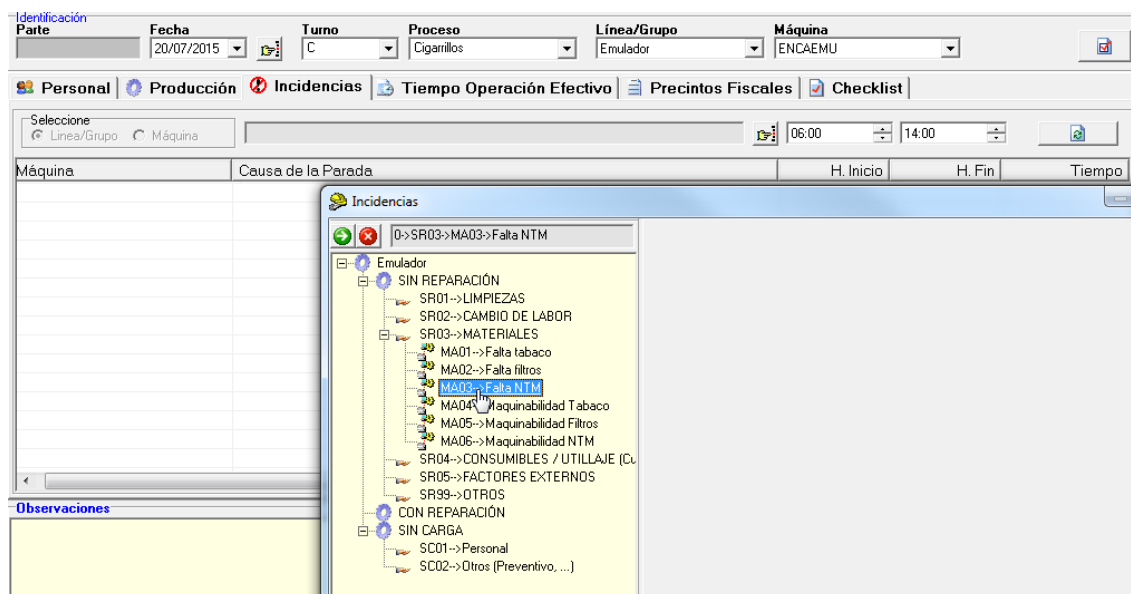 Identificación
Parte Fecha Turno Proceso Línea/Grupo Máquina
20/07/2015 C Cigarrillos Emulador ENCAEMU
Personal Producción Incidencias Tiempo Operación Efectivo Precintos Fiscales Checklist
Seleccione
Linea/Grupo Máquina 06:00 14:00
Máquina Causa de la Parada H. Inicio H. Fin Tiempo
Incidencias
0->SR03->MA03->Falta NTM
Emulador
SIN REPARACIÓN
SR01-->LIMPIEZAS
SR02-->CAMBIO DE LABOR
SR03-->MATERIALES
MA01-->Falta tabaco
MA02-->Falta filtros
MA03-->Falta NTM
MA04-->Maquinabilidad Tabaco
MA05-->Maquinabilidad Filtros
MA06-->Maquinabilidad NTM
SR04-->CONSUMIBLES / UTILLAJE (Cu
SR05-->FACTORES EXTERNOS
SR99-->OTROS
CON REPARACIÓN
SIN CARGA
SC01-->Personal
SC02-->Otros (Preventivo, ...)
Observaciones